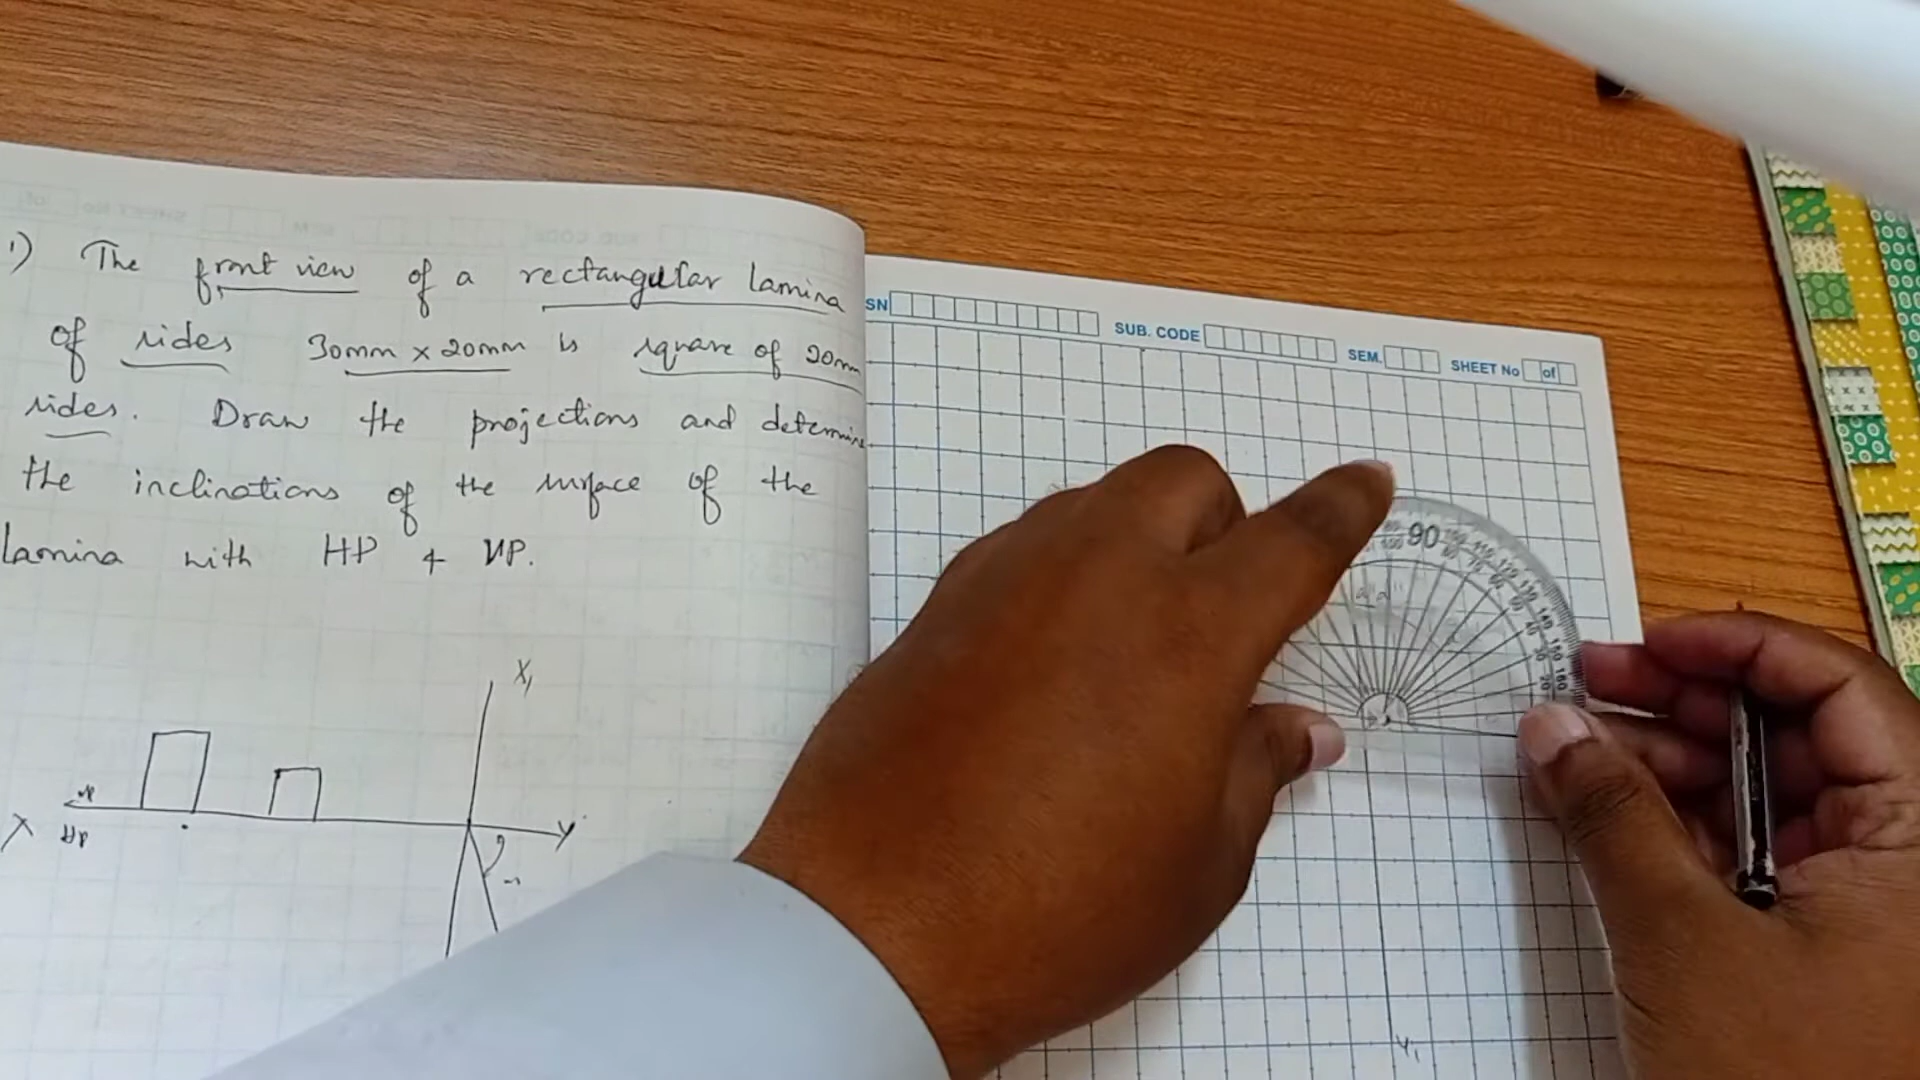 1) The front view of a rectangular lamina
of sides 30mm x 20mm is square of 20mm
sides. Draw the projections and determine
the inclinations of the surface of the
lamina with HP & VP.
X1
VP
X HP Y
SN SUB. CODE SEM. SHEET No of
90
Y1